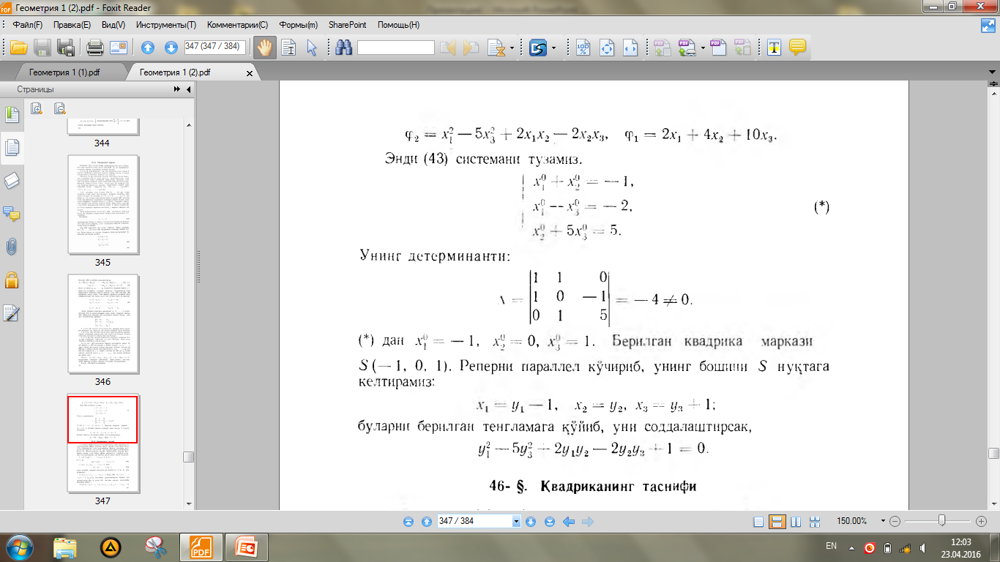 Геометрия 1 (2).pdf - Foxit Reader
Файл(F) Правка(E) Вид(V) Инструменты(T) Комментарии(C) Формы(m) SharePoint Помощь(H)
347 (347 / 384)
Геометрия 1 (1).pdf Геометрия 1 (2).pdf
Страницы
344
345
346
347
φ₂ = x₁² — 5x₃² + 2x₁x₂ — 2x₂x₃, φ₁ = 2x₁ + 4x₂ + 10x₃.
Энди (43) системани тузамиз.
x₁⁰ + x₂⁰ = — 1,
x₁⁰ — x₃⁰ = — 2, (*)
x₂⁰ + 5x₃⁰ = 5.
Унинг детерминанти:
1 1 0
1 0 — 1 = — 4 ≠ 0.
0 1 5
(*) дан x₁⁰ = — 1, x₂⁰ = 0, x₃⁰ = 1. Берилган квадрика маркази
S (— 1, 0, 1). Реперни параллел кўчириб, унинг бошини S нуқтага
келтирамиз:
x₁ = y₁ — 1, x₂ = y₂, x₃ = y₃ + 1;
буларни берилган тенгламага қўйиб, уни соддалаштирсак,
y₁² — 5y₃² + 2y₁y₂ — 2y₂y₃ + 1 = 0.
46- §. Квадриканинг таснифи
347 / 384 150.00%
EN 12:03
23.04.2016